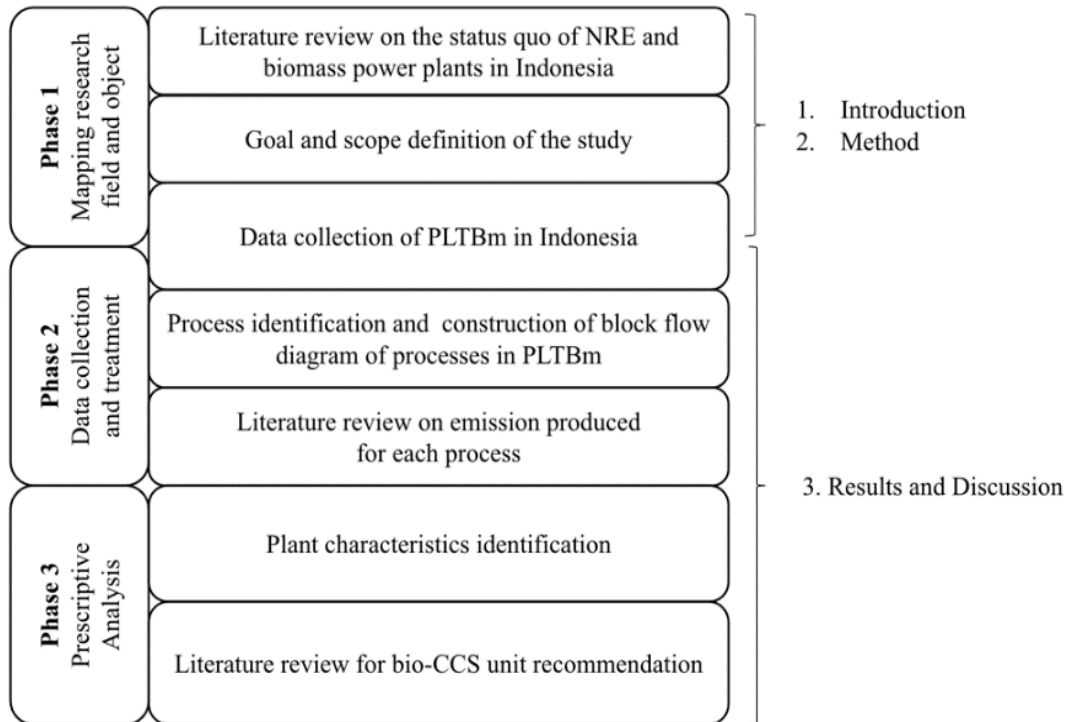 Phase 1
Mapping research
field and object
Literature review on the status quo of NRE and
biomass power plants in Indonesia
Goal and scope definition of the study
Data collection of PLTBm in Indonesia
1. Introduction
2. Method
Phase 2
Data collection
and treatment
Process identification and construction of block flow
diagram of processes in PLTBm
Literature review on emission produced
for each process
Phase 3
Prescriptive
Analysis
Plant characteristics identification
Literature review for bio-CCS unit recommendation
3. Results and Discussion